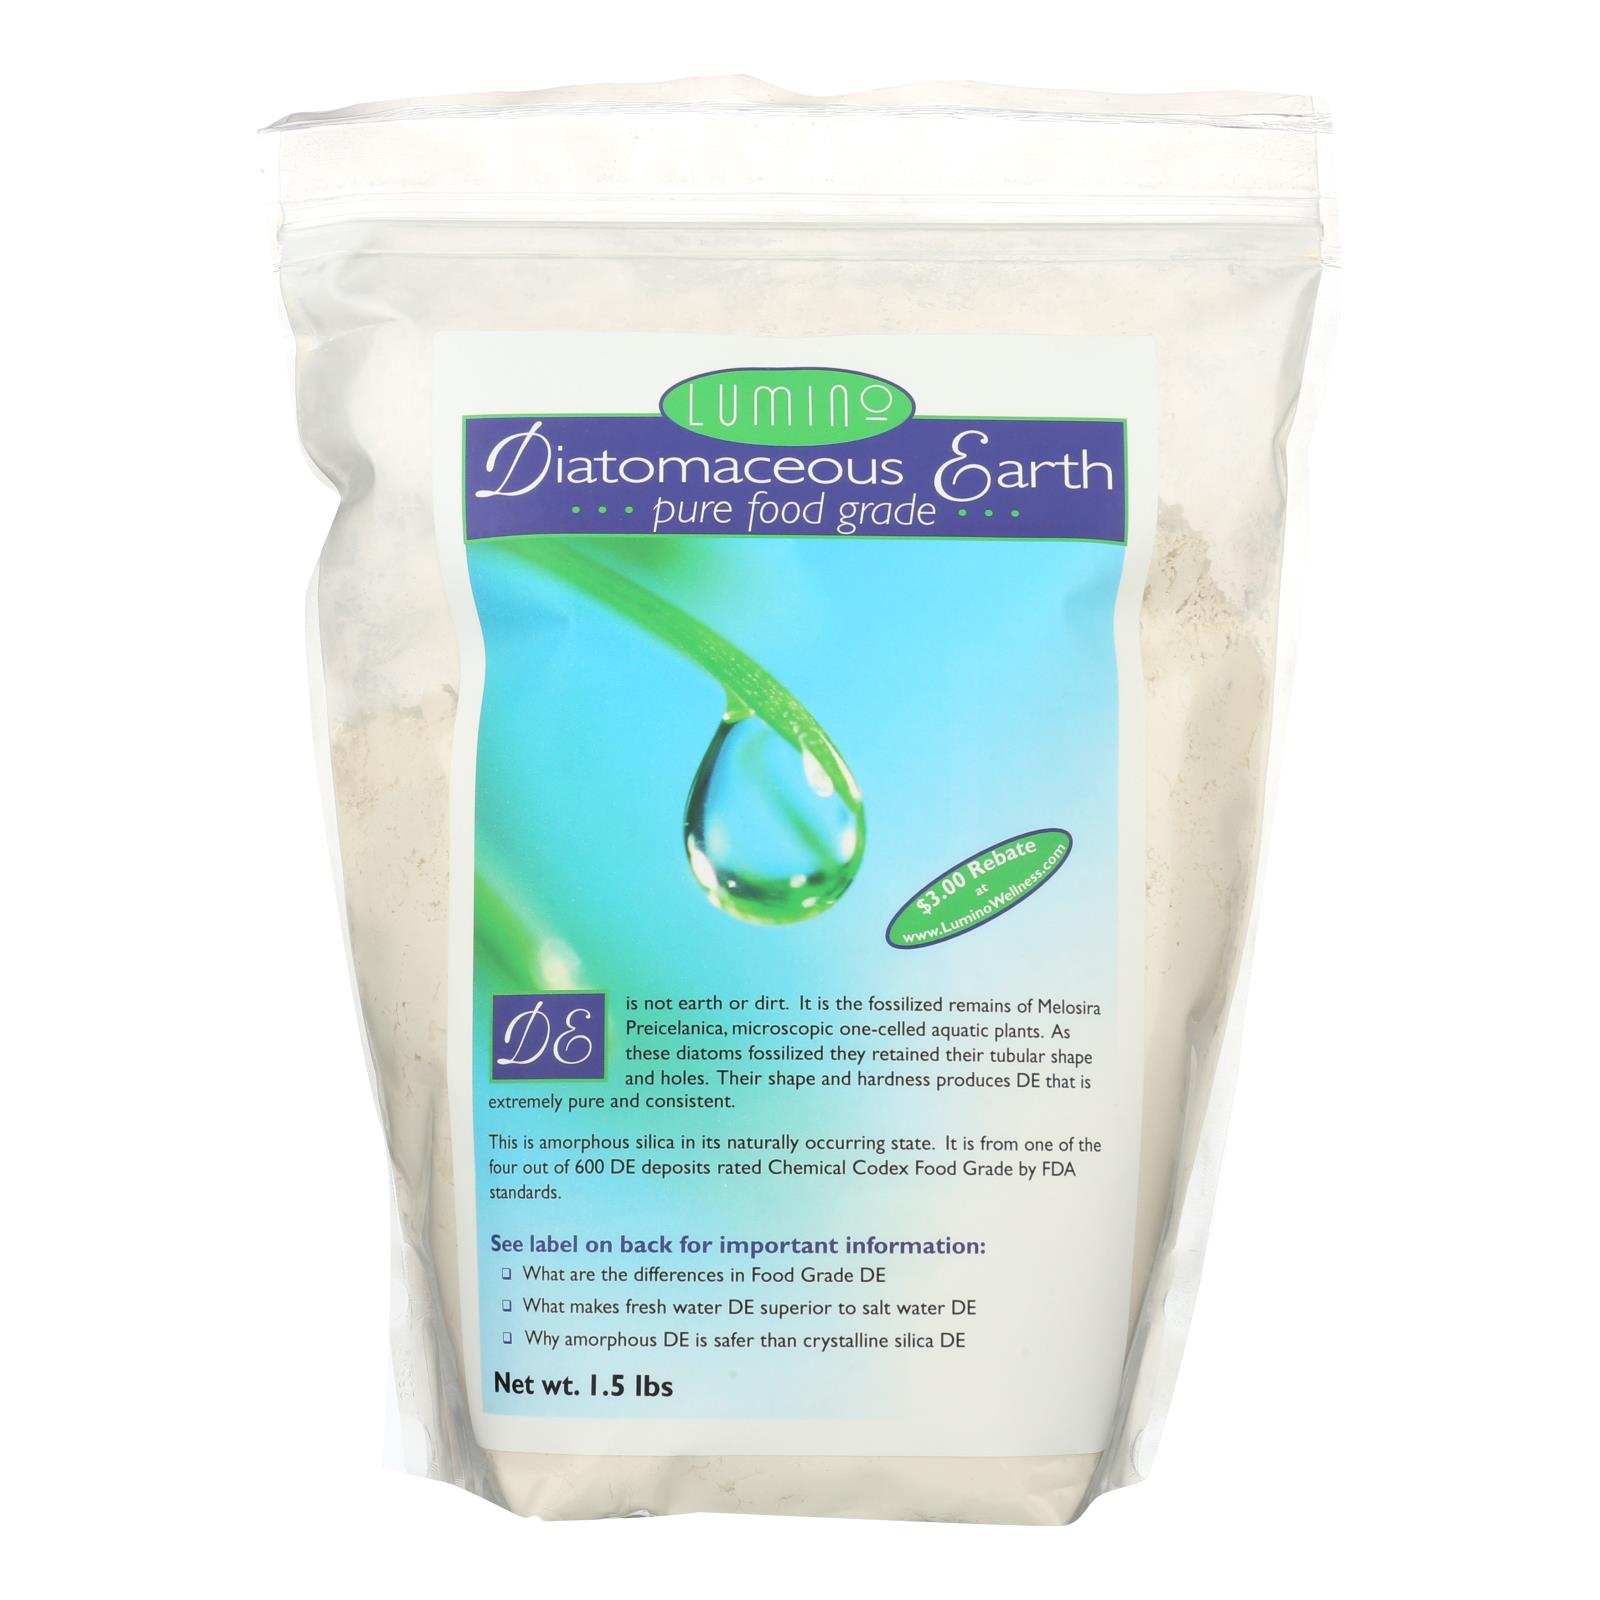 LUMINO
Diatomaceous Earth
• • • pure food grade • • •
$3.00 Rebate
at
www.LuminoWellness.com
DE
is not earth or dirt. It is the fossilized remains of Melosira
Preicelanica, microscopic one-celled aquatic plants. As
these diatoms fossilized they retained their tubular shape
and holes. Their shape and hardness produces DE that is
extremely pure and consistent.
This is amorphous silica in its naturally occurring state. It is from one of the
four out of 600 DE deposits rated Chemical Codex Food Grade by FDA
standards.
See label on back for important information:
❑ What are the differences in Food Grade DE
❑ What makes fresh water DE superior to salt water DE
❑ Why amorphous DE is safer than crystalline silica DE
Net wt. 1.5 lbs